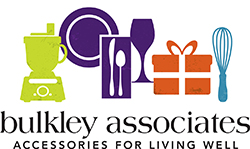 bulkley associates
ACCESSORIES FOR LIVING WELL